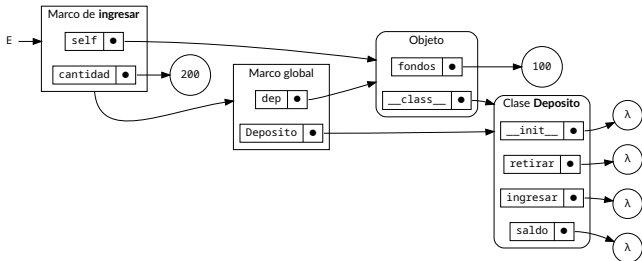 Marco de ingresar
E
self
cantidad
200
Marco global
dep
Deposito
Objeto
fondos
100
__class__
Clase Deposito
__init__
λ
retirar
λ
ingresar
λ
saldo
λ